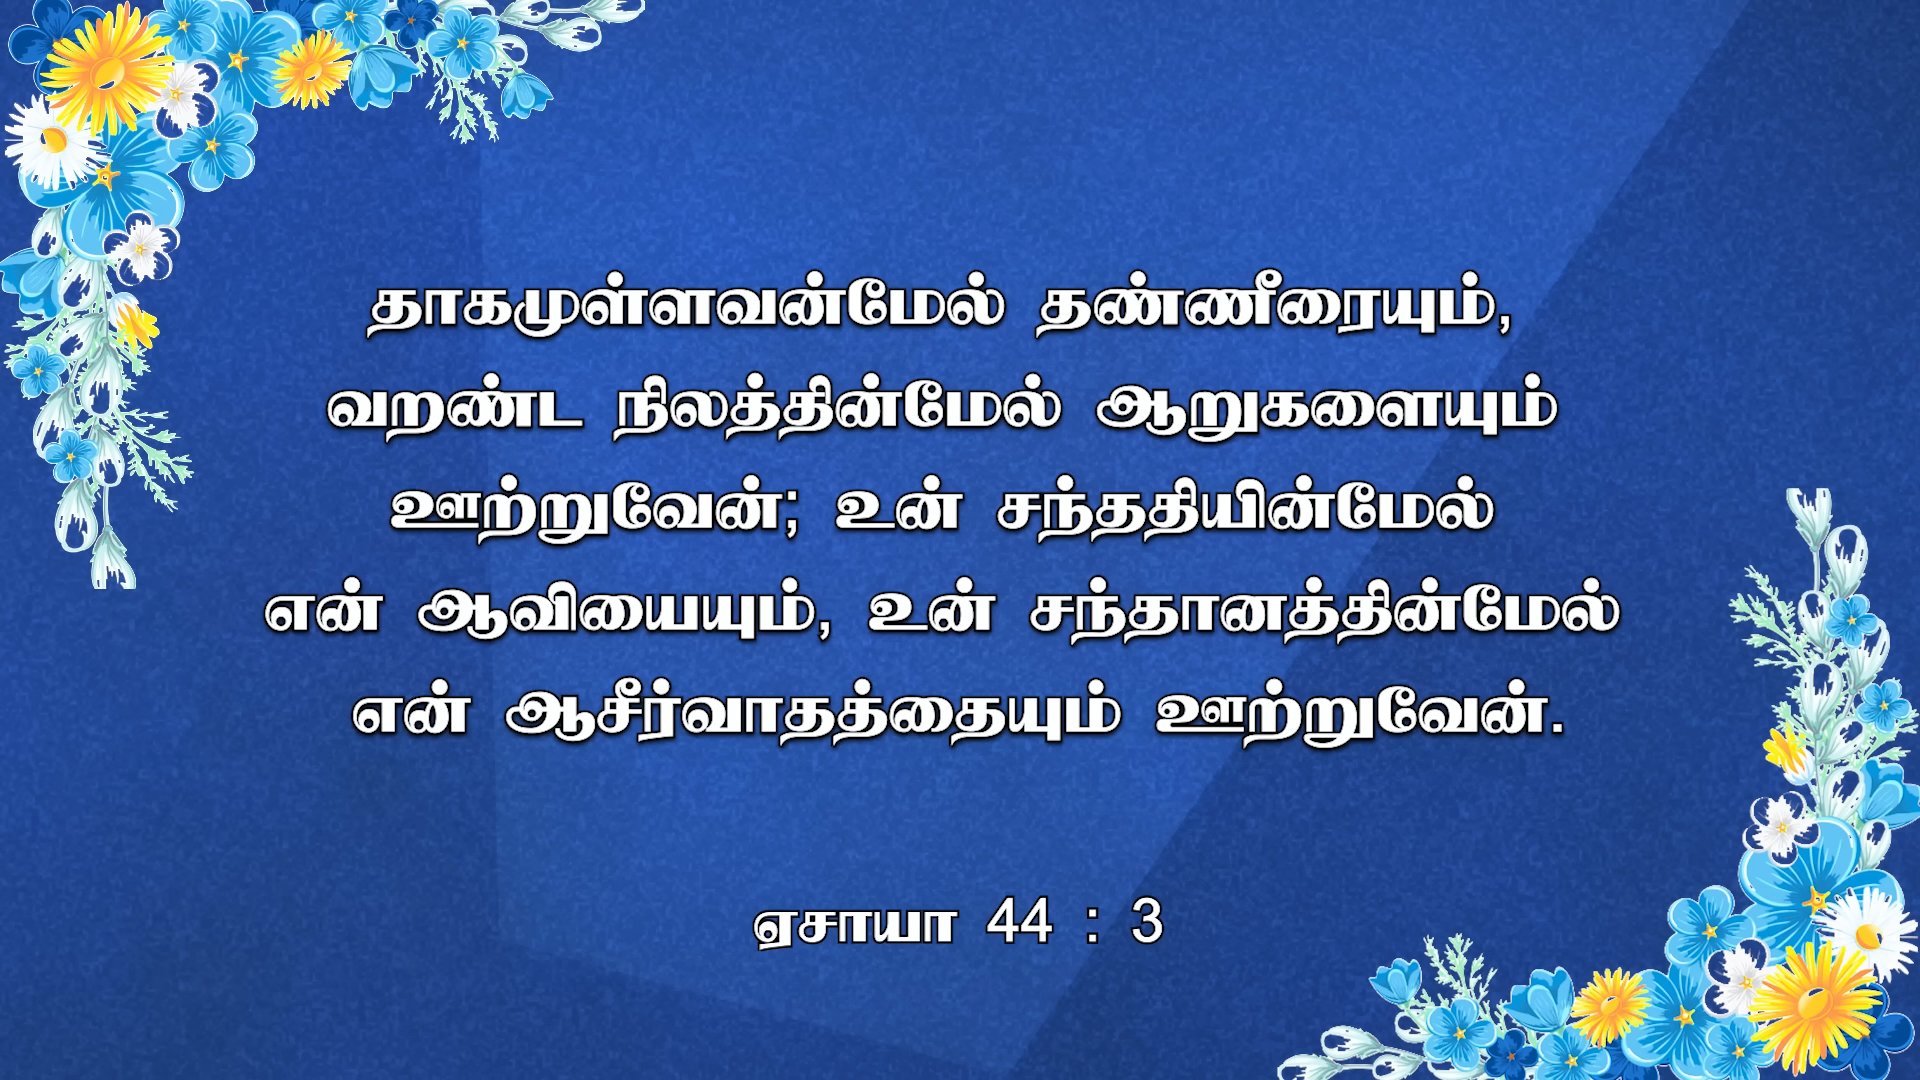 தாகமுள்ளவன்மேல் தண்ணீரையும்,
வறண்ட நிலத்தின்மேல் ஆறுகளையும்
ஊற்றுவேன்; உன் சந்ததியின்மேல்
என் ஆவியையும், உன் சந்தானத்தின்மேல்
என் ஆசீர்வாதத்தையும் ஊற்றுவேன்.
ஏசாயா 44 : 3